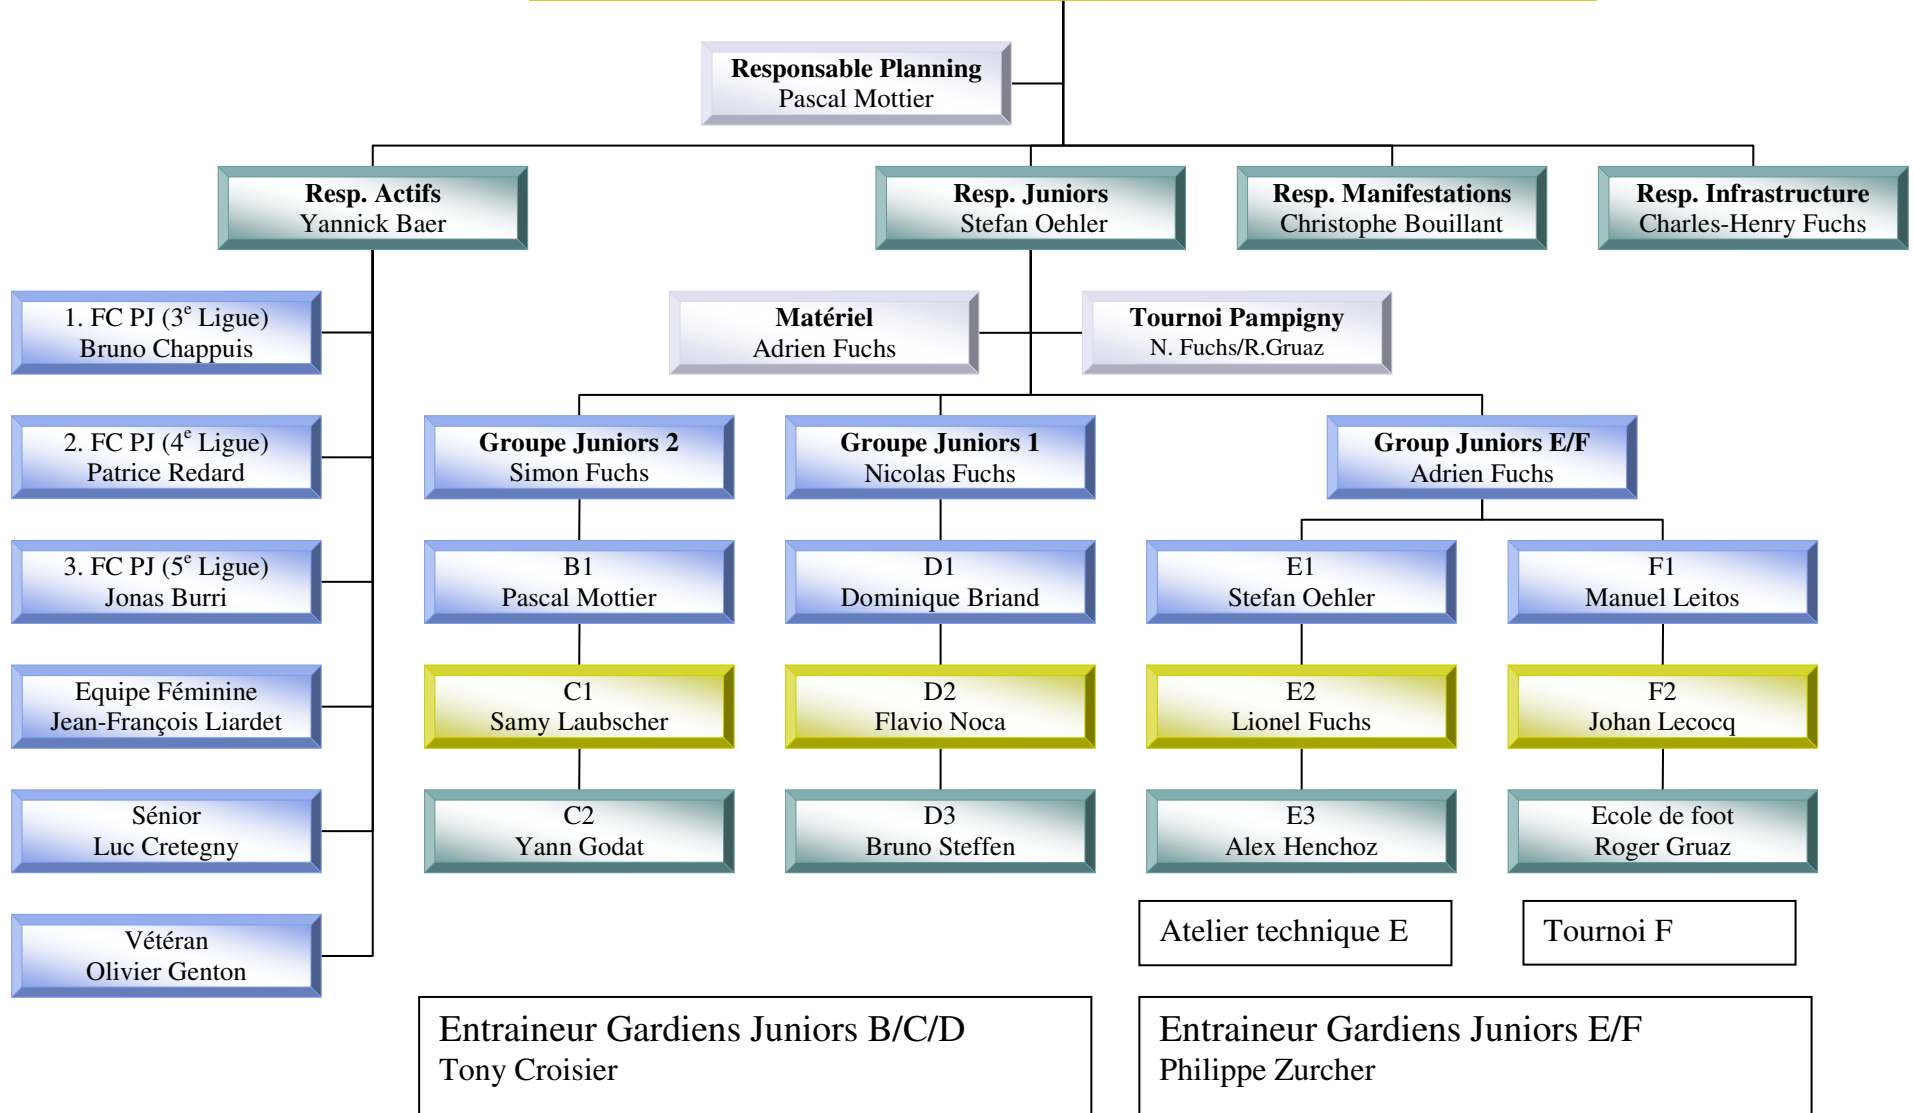 Responsable Planning
Pascal Mottier
Resp. Actifs
Yannick Baer
Resp. Juniors
Stefan Oehler
Resp. Manifestations
Christophe Bouillant
Resp. Infrastructure
Charles-Henry Fuchs
1. FC PJ (3e Ligue)
Bruno Chappuis
2. FC PJ (4e Ligue)
Patrice Redard
3. FC PJ (5e Ligue)
Jonas Burri
Equipe Féminine
Jean-François Liardet
Sénior
Luc Cretegny
Vétéran
Olivier Genton
Matériel
Adrien Fuchs
Tournoi Pampigny
N. Fuchs/R.Gruaz
Groupe Juniors 2
Simon Fuchs
B1
Pascal Mottier
C1
Samy Laubscher
C2
Yann Godat
Groupe Juniors 1
Nicolas Fuchs
D1
Dominique Briand
D2
Flavio Noca
D3
Bruno Steffen
Group Juniors E/F
Adrien Fuchs
E1
Stefan Oehler
E2
Lionel Fuchs
E3
Alex Henchoz
F1
Manuel Leitos
F2
Johan Lecocq
Ecole de foot
Roger Gruaz
Atelier technique E
Tournoi F
Entraineur Gardiens Juniors B/C/D
Tony Croisier
Entraineur Gardiens Juniors E/F
Philippe Zurcher